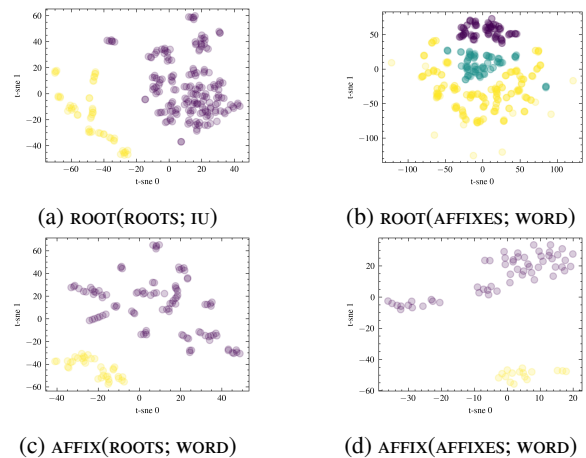 60
40
20
0
−20
−40
t-sne 1
−60 −40 −20 0 20 40
t-sne 0
(a) ROOT(ROOTS; IU)
50
0
−50
−100
t-sne 1
−100 −50 0 50 100
t-sne 0
(b) ROOT(AFFIXES; WORD)
60
40
20
0
−20
−40
−60
t-sne 1
−40 −20 0 20 40
t-sne 0
(c) AFFIX(ROOTS; WORD)
20
0
−20
−40
−60
t-sne 1
−30 −20 −10 0 10 20
t-sne 0
(d) AFFIX(AFFIXES; WORD)